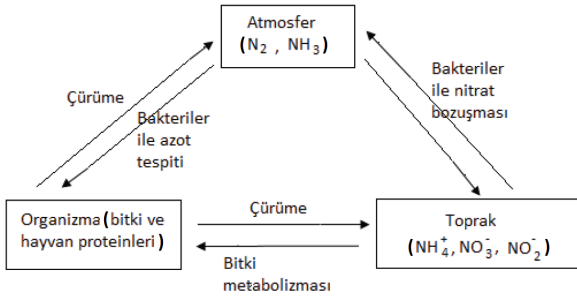 Atmosfer
(N₂ , NH₃)
Çürüme
Bakteriler
ile azot
tespiti
Bakteriler
ile nitrat
bozuşması
Organizma (bitki ve
hayvan proteinleri)
Çürüme
Bitki
metabolizması
Toprak
(NH₄⁺, NO₃⁻, NO₂⁻)